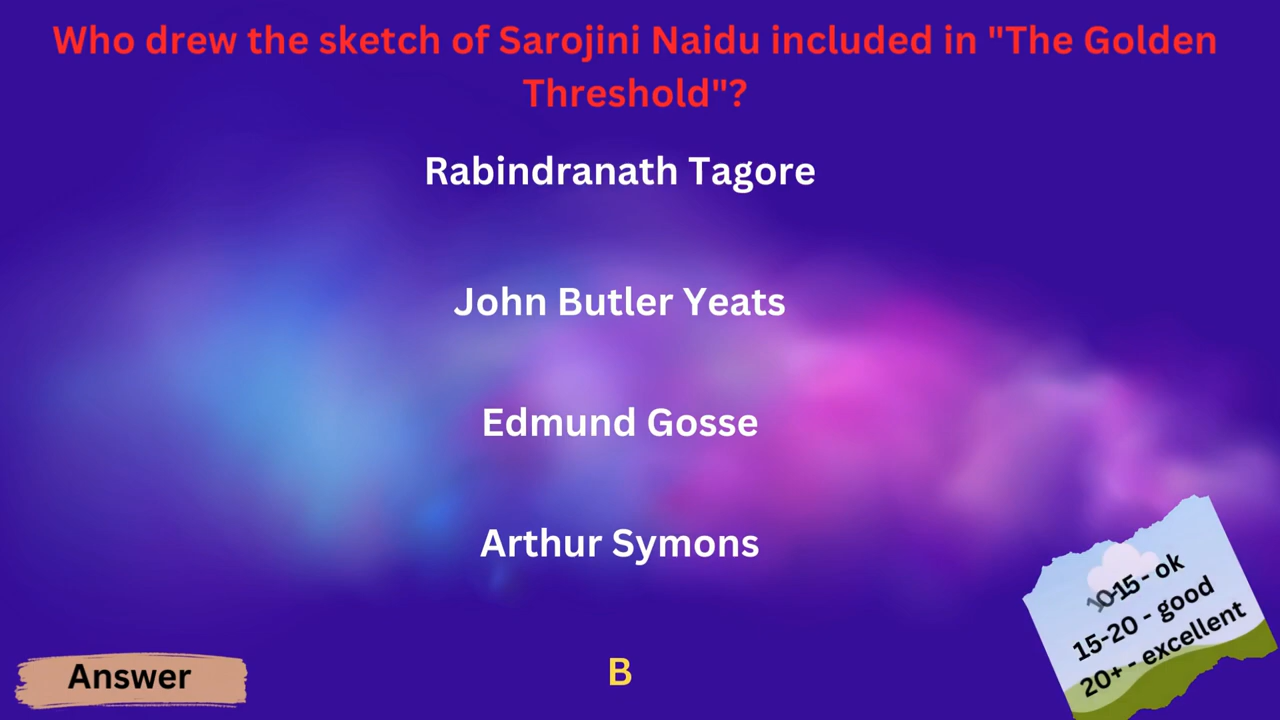 Who drew the sketch of Sarojini Naidu included in "The Golden
Threshold"?
Rabindranath Tagore
John Butler Yeats
Edmund Gosse
Arthur Symons
10-15 - ok
15-20 - good
20+ - excellent
Answer
B